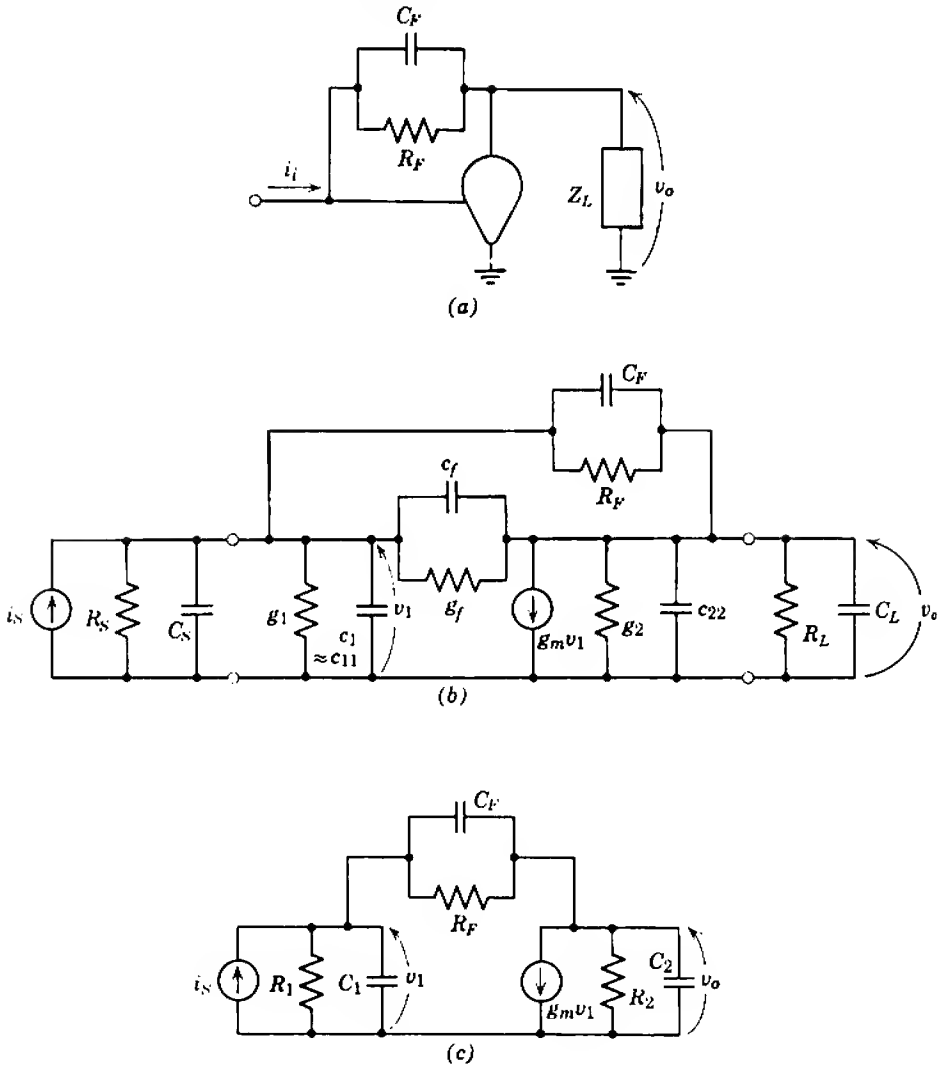 C_F
R_F
i_i
Z_L
v_o
(a)
C_F
R_F
c_f
g_f
i_S
R_S
C_S
g_1
c_1
≈c_11
v_1
g_m v_1
g_2
c_22
R_L
C_L
v_o
(b)
C_F
R_F
i_S
R_1
C_1
v_1
g_m v_1
R_2
C_2
v_o
(c)